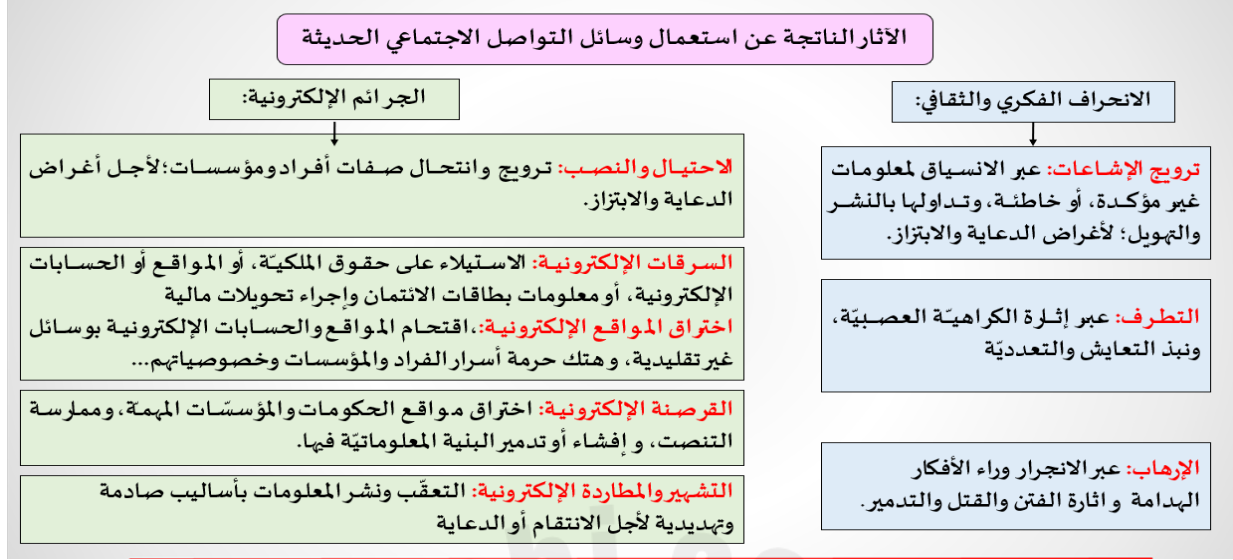 الآثار الناتجة عن استعمال وسائل التواصل الاجتماعي الحديثة
الانحراف الفكري والثقافي:
ترويج الإشاعات: عبر الانسياق لمعلومات
غير مؤكدة، أو خاطئة، وتداولها بالنشر
والتهويل؛ لأغراض الدعاية والابتزاز.
التطرف: عبر إثارة الكراهيّة العصبيّة،
ونبذ التعايش والتعدديّة
الإرهاب: عبر الانجرار وراء الأفكار
الهدامة و اثارة الفتن والقتل والتدمير.
الجرائم الإلكترونية:
الاحتيال والنصب: ترويج وانتحال صفات أفراد ومؤسسات؛ لأجل أغراض
الدعاية والابتزاز.
السرقات الإلكترونية: الاستيلاء على حقوق الملكيّة، أو المواقع أو الحسابات
الإلكترونية، أو معلومات بطاقات الائتمان وإجراء تحويلات مالية
اختراق المواقع الإلكترونية:، اقتحام المواقع والحسابات الإلكترونية بوسائل
غير تقليدية، وهتك حرمة أسرار الفراد والمؤسسات وخصوصياتهم...
القرصنة الإلكترونية: اختراق مواقع الحكومات والمؤسسّات المهمّة، وممارسة
التنصت، و إفشاء أو تدمير البنية المعلوماتيّة فيها.
التشهير والمطاردة الإلكترونية: التعقّب ونشر المعلومات بأساليب صادمة
وتهديدية لأجل الانتقام أو الدعاية